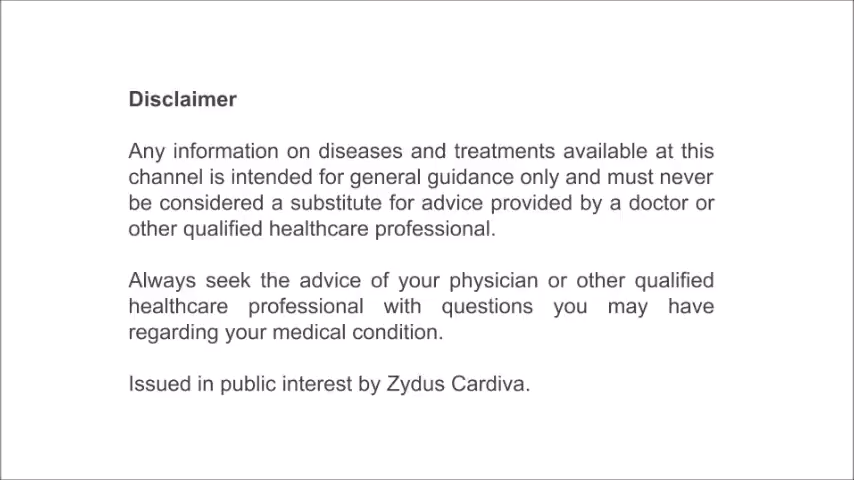 Disclaimer
Any information on diseases and treatments available at this
channel is intended for general guidance only and must never
be considered a substitute for advice provided by a doctor or
other qualified healthcare professional.
Always seek the advice of your physician or other qualified
healthcare professional with questions you may have
regarding your medical condition.
Issued in public interest by Zydus Cardiva.